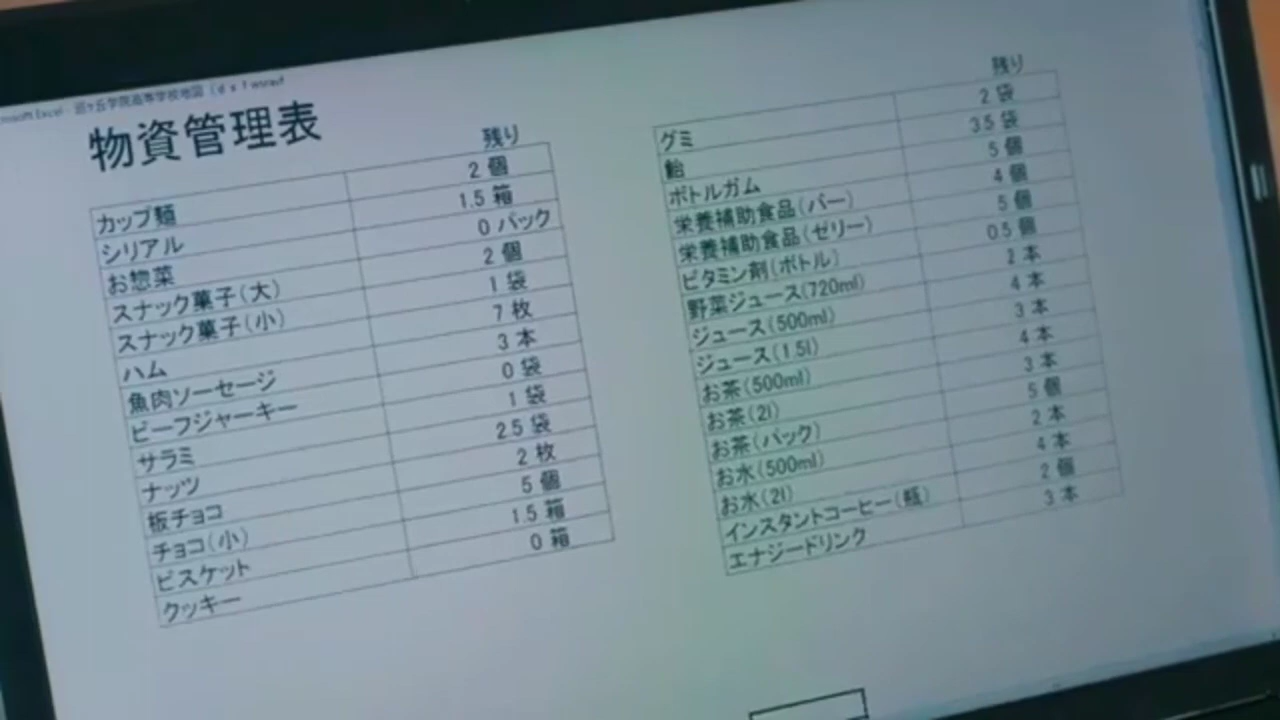 物資管理表
残り
カップ麺 2 個
シリアル 1.5 箱
お惣菜 0 パック
スナック菓子(大) 2 個
スナック菓子(小) 1 袋
ハム 7 枚
魚肉ソーセージ 3 本
ビーフジャーキー 0 袋
サラミ 1 袋
ナッツ 2.5 袋
板チョコ 2 枚
チョコ(小) 5 個
ビスケット 1.5 箱
クッキー 0 箱
残り
グミ 2 袋
飴 3.5 袋
ボトルガム 5 個
栄養補助食品(バー) 4 個
栄養補助食品(ゼリー) 5 個
ビタミン剤(ボトル) 0.5 個
野菜ジュース(720ml) 2 本
ジュース(500ml) 4 本
ジュース(1.5l) 3 本
お茶(500ml) 4 本
お茶(2l) 3 本
お茶(パック) 5 個
お水(500ml) 2 本
お水(2l) 4 本
インスタントコーヒー(瓶) 2 個
エナジードリンク 3 本